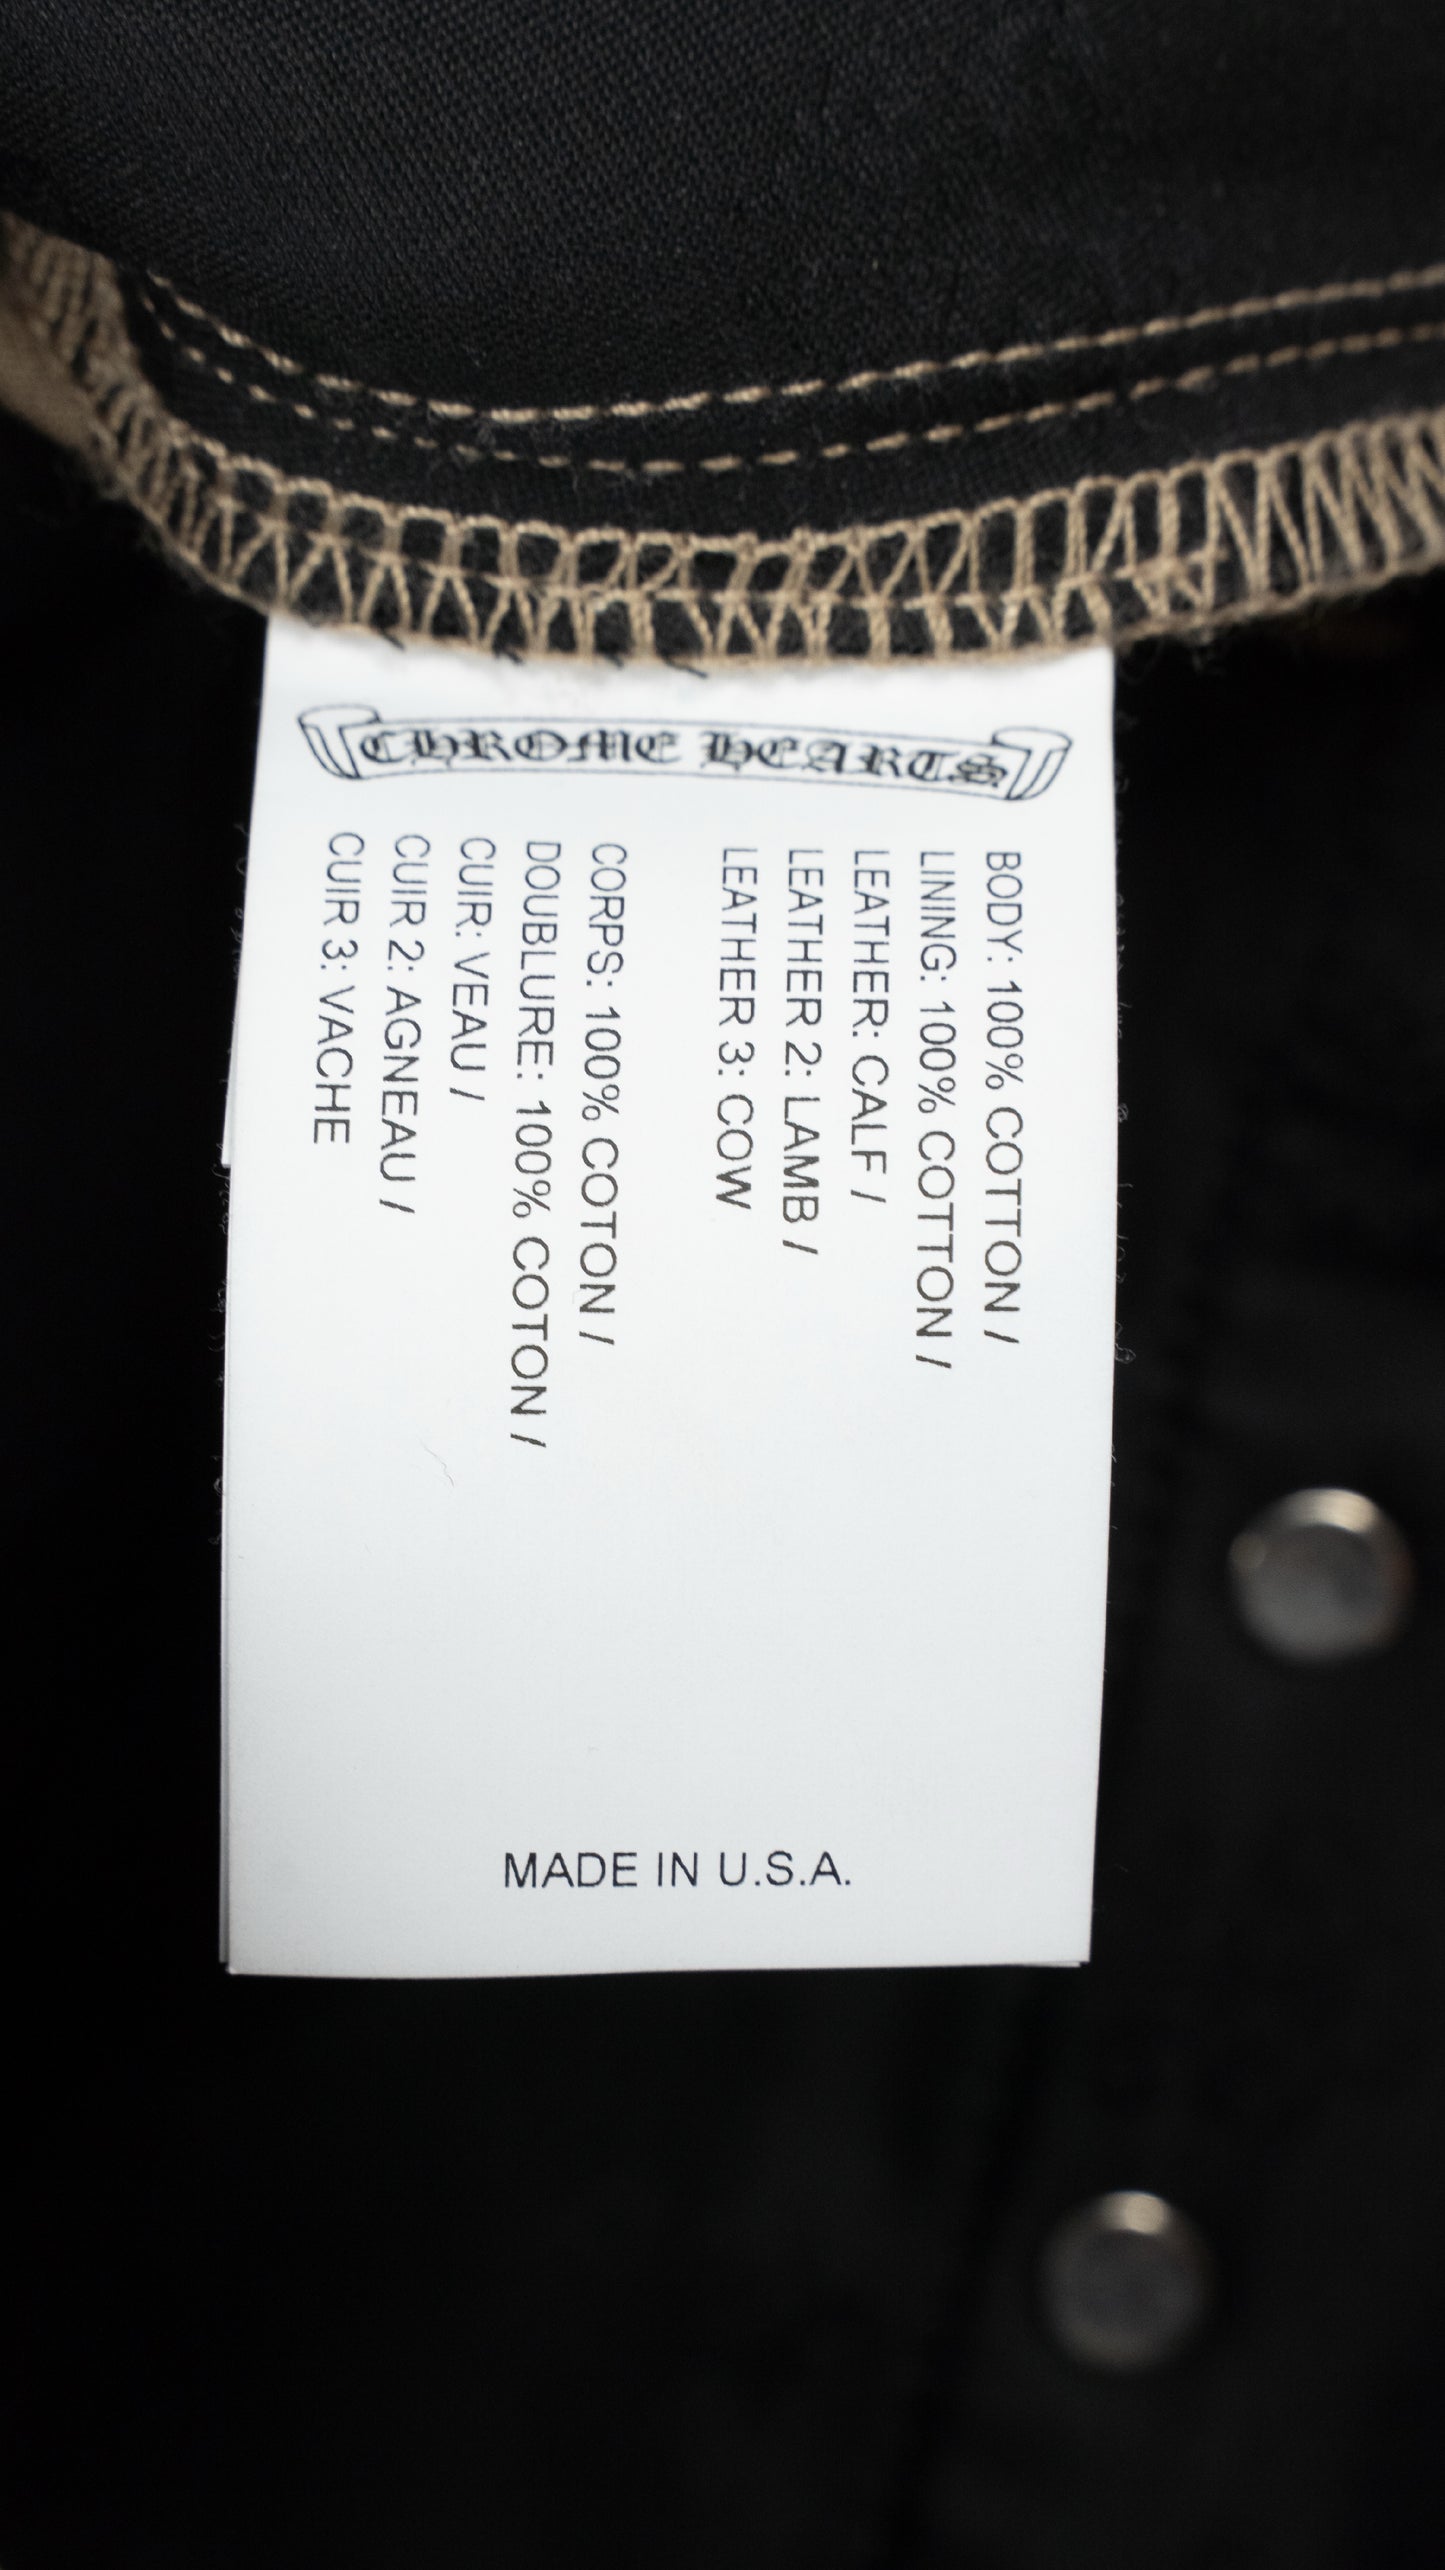 CHROME HEARTS
BODY: 100% COTTON /
LINING: 100% COTTON /
LEATHER: CALF /
LEATHER 2: LAMB /
LEATHER 3: COW
CORPS: 100% COTON /
DOUBLURE: 100% COTON /
CUIR: VEAU /
CUIR 2: AGNEAU /
CUIR 3: VACHE
MADE IN U.S.A.